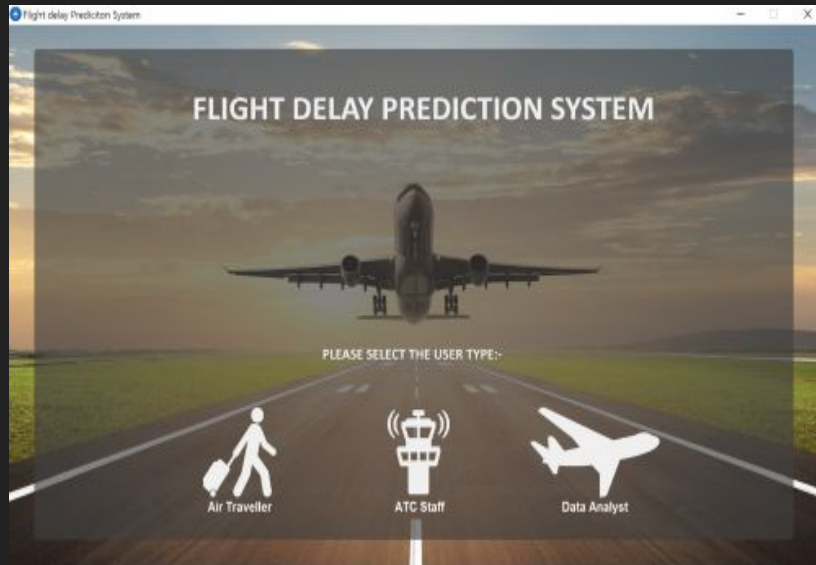 Flight delay Prediciton System
FLIGHT DELAY PREDICTION SYSTEM
PLEASE SELECT THE USER TYPE:-
Air Traveller
ATC Staff
Data Analyst